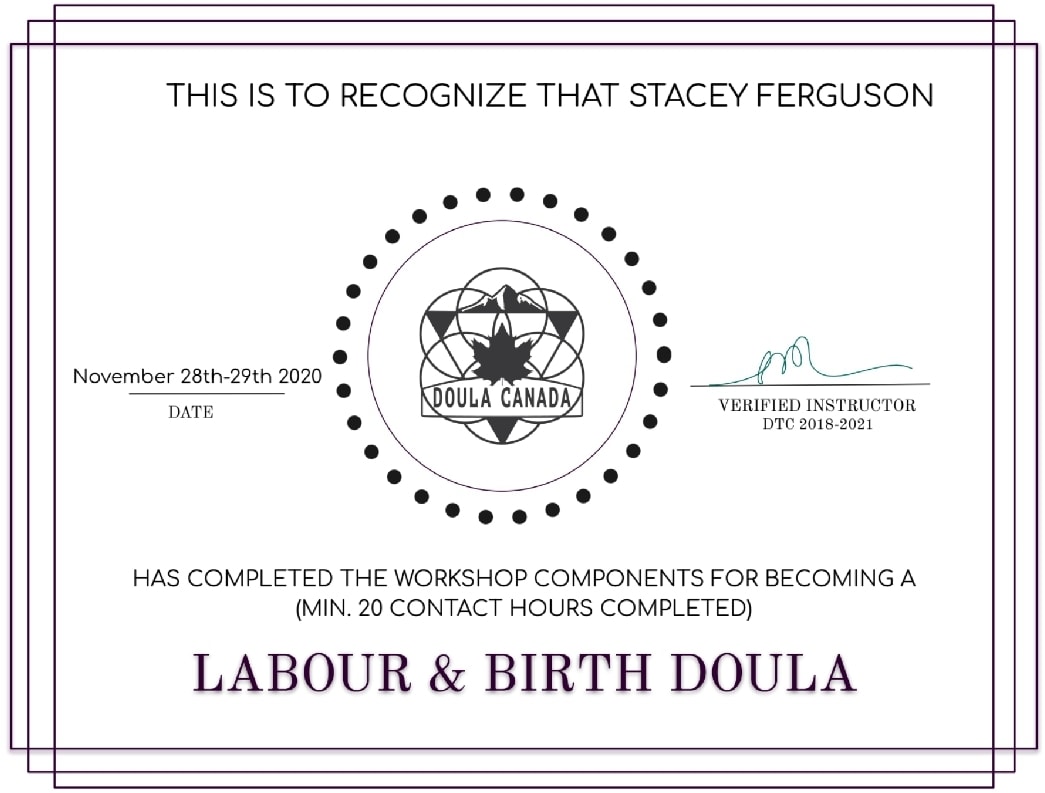 THIS IS TO RECOGNIZE THAT STACEY FERGUSON
DOULA CANADA
November 28th-29th 2020
DATE
VERIFIED INSTRUCTOR
DTC 2018-2021
HAS COMPLETED THE WORKSHOP COMPONENTS FOR BECOMING A
(MIN. 20 CONTACT HOURS COMPLETED)
LABOUR & BIRTH DOULA